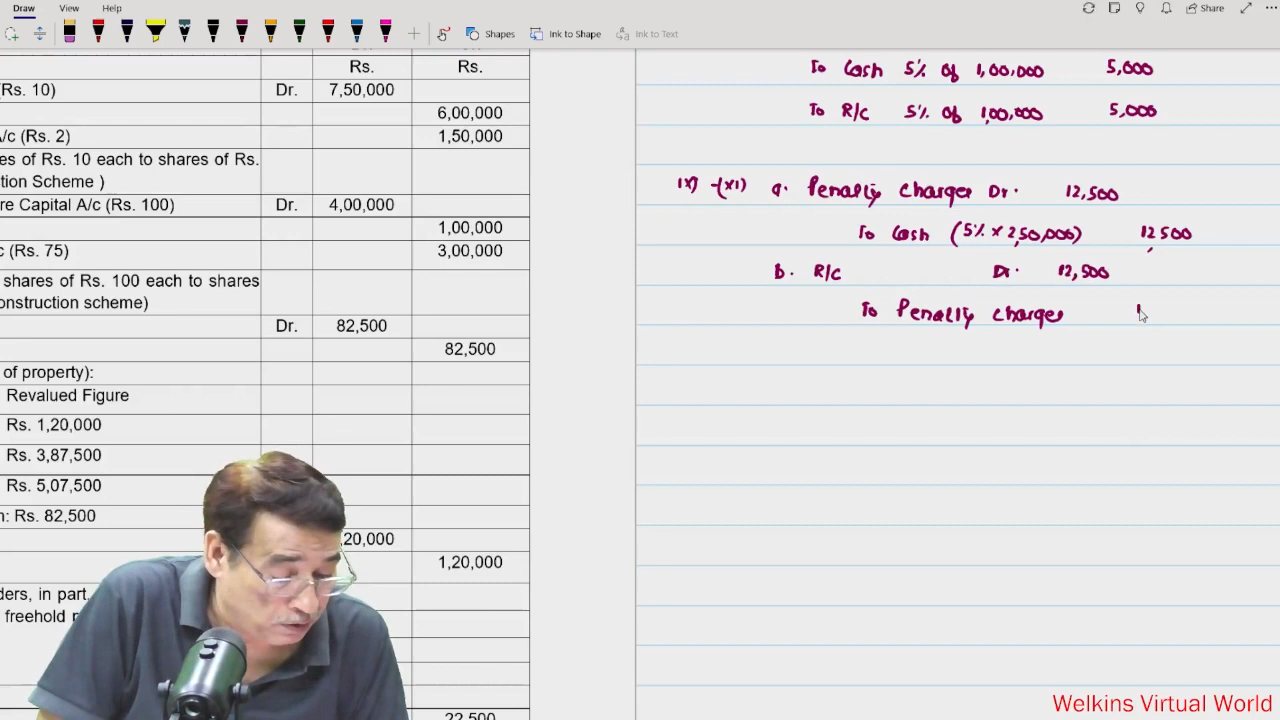 Draw View Help
Share
Shapes Ink to Shape Ink to Text
Rs. Rs.
(Rs. 10) Dr. 7,50,000
6,00,000
A/c (Rs. 2) 1,50,000
es of Rs. 10 each to shares of Rs.
ction Scheme )
re Capital A/c (Rs. 100) Dr. 4,00,000
1,00,000
c (Rs. 75) 3,00,000
shares of Rs. 100 each to shares
onstruction scheme)
Dr. 82,500
82,500
of property):
Revalued Figure
Rs. 1,20,000
Rs. 3,87,500
Rs. 5,07,500
n: Rs. 82,500
,20,000
1,20,000
ders, in part,
freehold
22,500
To Cash 5% of 1,00,000 5,000
To R/c 5% of 1,00,000 5,000
IX) -(XI) a. Penalty charges Dr. 12,500
To Cash (5% × 2,50,000) 12,500
B. R/c Dr. 12,500
To Penalty charges 1
Welkins Virtual World